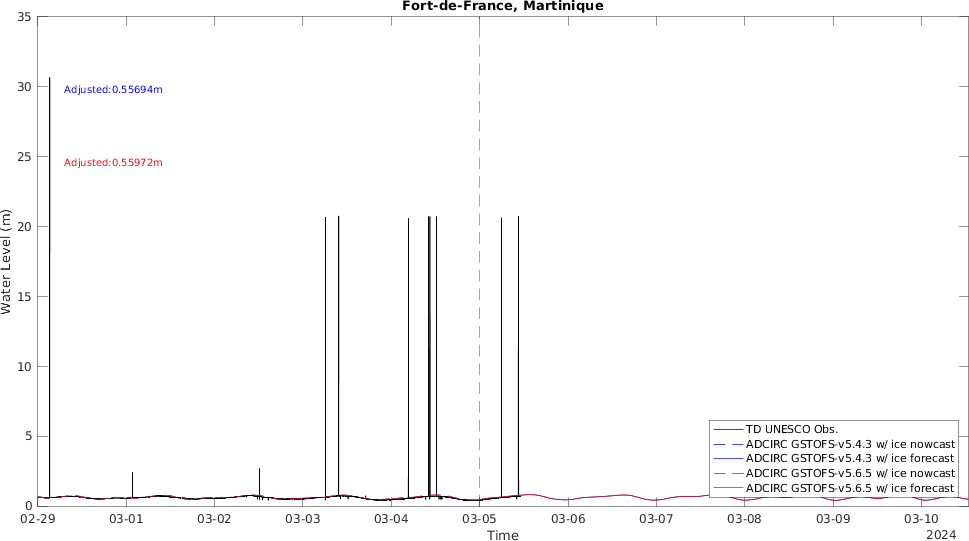 Fort-de-France, Martinique
35
30
25
20
15
10
5
0
Water Level (m)
Adjusted:0.55694m
Adjusted:0.55972m
TD UNESCO Obs.
ADCIRC GSTOFS-v5.4.3 w/ ice nowcast
ADCIRC GSTOFS-v5.4.3 w/ ice forecast
ADCIRC GSTOFS-v5.6.5 w/ ice nowcast
ADCIRC GSTOFS-v5.6.5 w/ ice forecast
02-29 03-01 03-02 03-03 03-04 03-05 03-06 03-07 03-08 03-09 03-10
Time
2024